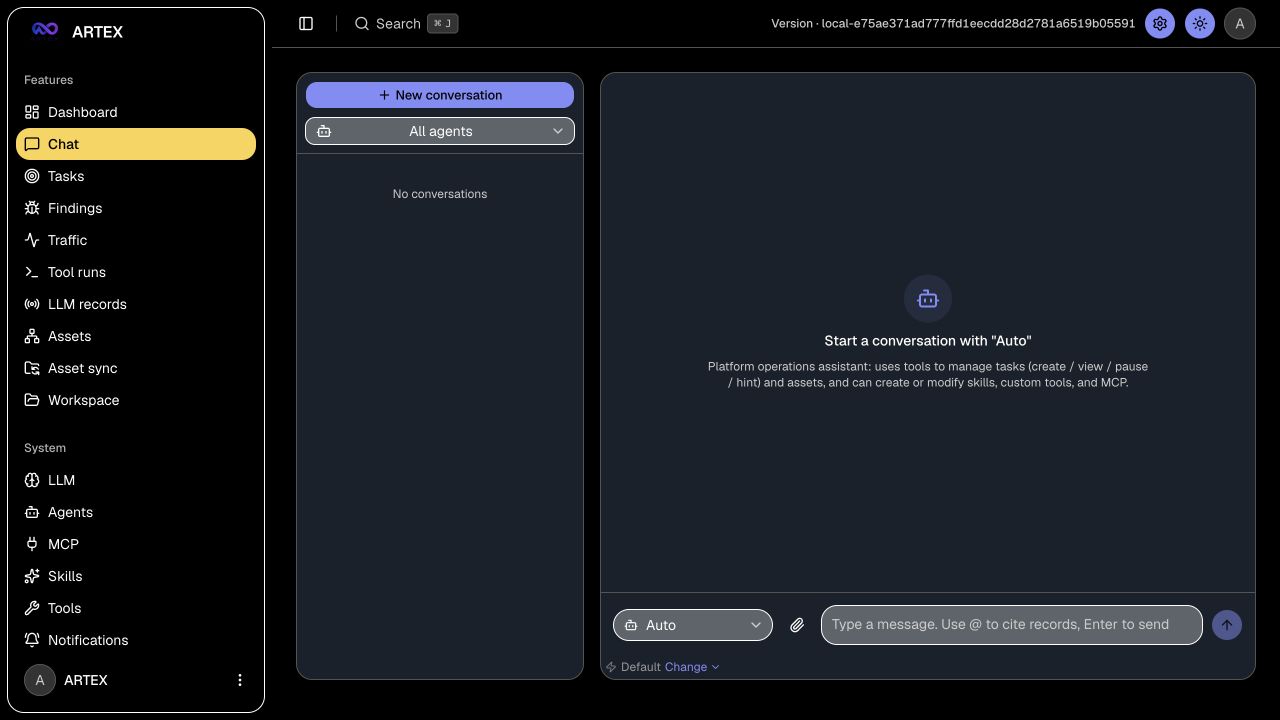 ARTEX
Features
Dashboard
Chat
Tasks
Findings
Traffic
Tool runs
LLM records
Assets
Asset sync
Workspace
System
LLM
Agents
MCP
Skills
Tools
Notifications
A ARTEX
Search ⌘ J
Version · local-e75ae371ad777ffd1eecdd28d2781a6519b05591
A
New conversation
All agents
No conversations
Start a conversation with "Auto"
Platform operations assistant: uses tools to manage tasks (create / view / pause
/ hint) and assets, and can create or modify skills, custom tools, and MCP.
Auto
Type a message. Use @ to cite records, Enter to send
Default Change